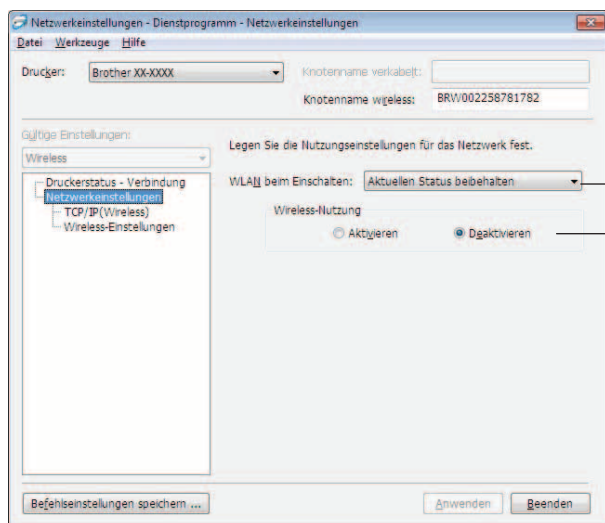 Netzwerkeinstellungen - Dienstprogramm - Netzwerkeinstellungen
Datei Werkzeuge Hilfe
Drucker: Brother XX-XXXX Knotenname verkabelt:
Knotenname wireless: BRW002258781782
Gültige Einstellungen:
Wireless
Legen Sie die Nutzungseinstellungen für das Netzwerk fest.
Druckerstatus - Verbindung
Netzwerkeinstellungen
TCP/IP(Wireless)
Wireless-Einstellungen
WLAN beim Einschalten: Aktuellen Status beibehalten
Wireless-Nutzung
Aktivieren Deaktivieren
Befehlseinstellungen speichern ... Anwenden Beenden